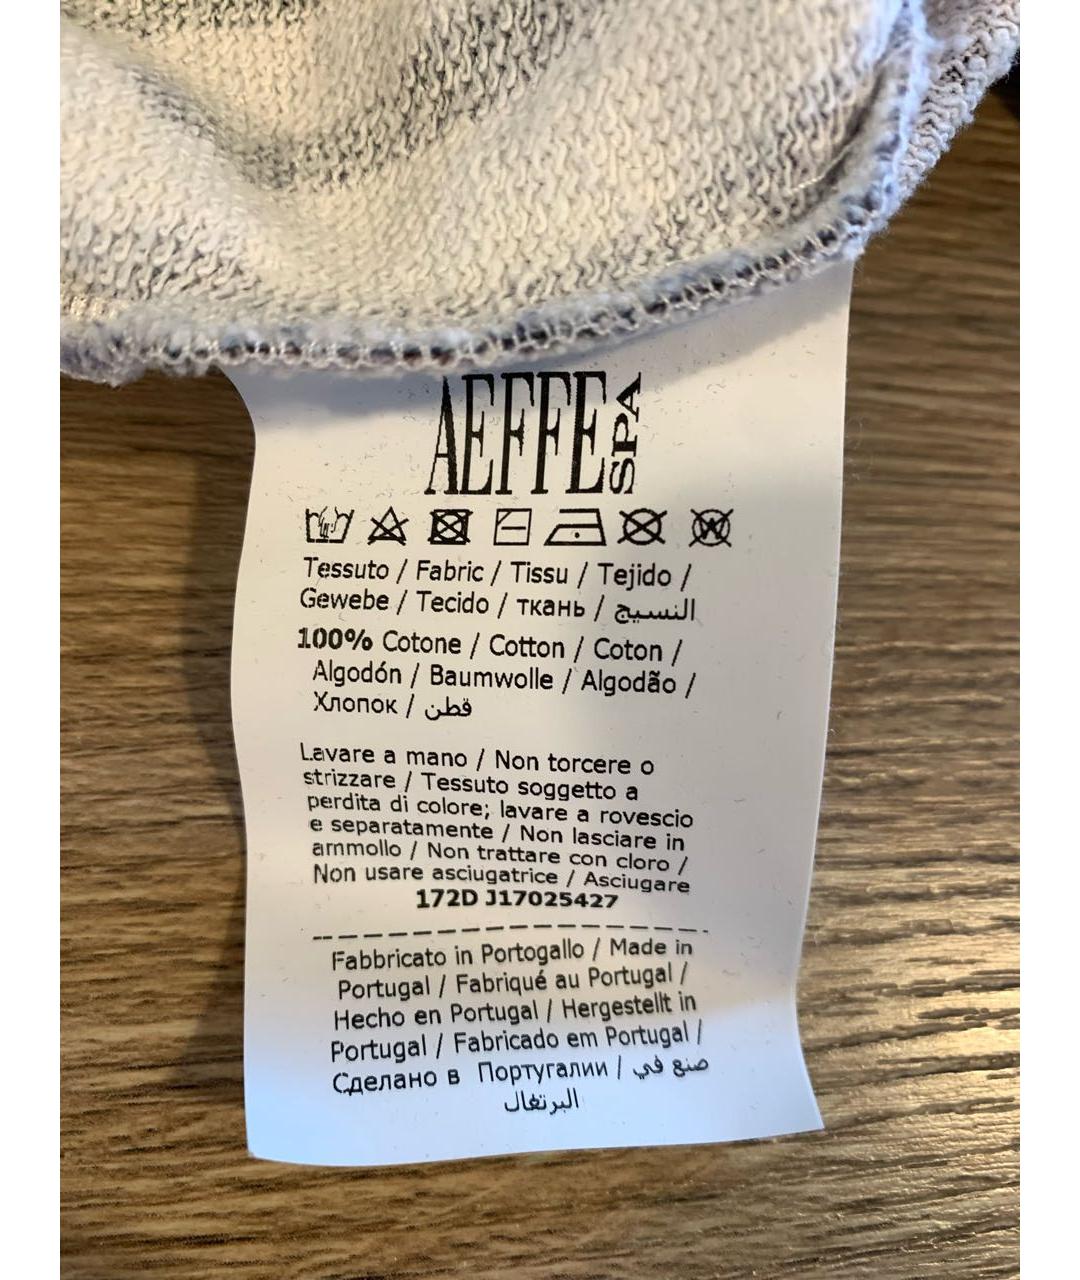 AEFFE SPA
Tessuto / Fabric / Tissu / Tejido /
Gewebe / Tecido / ткань / النسيج
100% Cotone / Cotton / Coton /
Algodón / Baumwolle / Algodão /
Хлопок / قطن
Lavare a mano / Non torcere o
strizzare / Tessuto soggetto a
perdita di colore; lavare a rovescio
e separatamente / Non lasciare in
ammollo / Non trattare con cloro /
Non usare asciugatrice / Asciugare
172D J17025427
Fabbricato in Portogallo / Made in
Portugal / Fabriqué au Portugal /
Hecho en Portugal / Hergestellt in
Portugal / Fabricado em Portugal /
Сделано в Португалии / صنع في
البرتغال